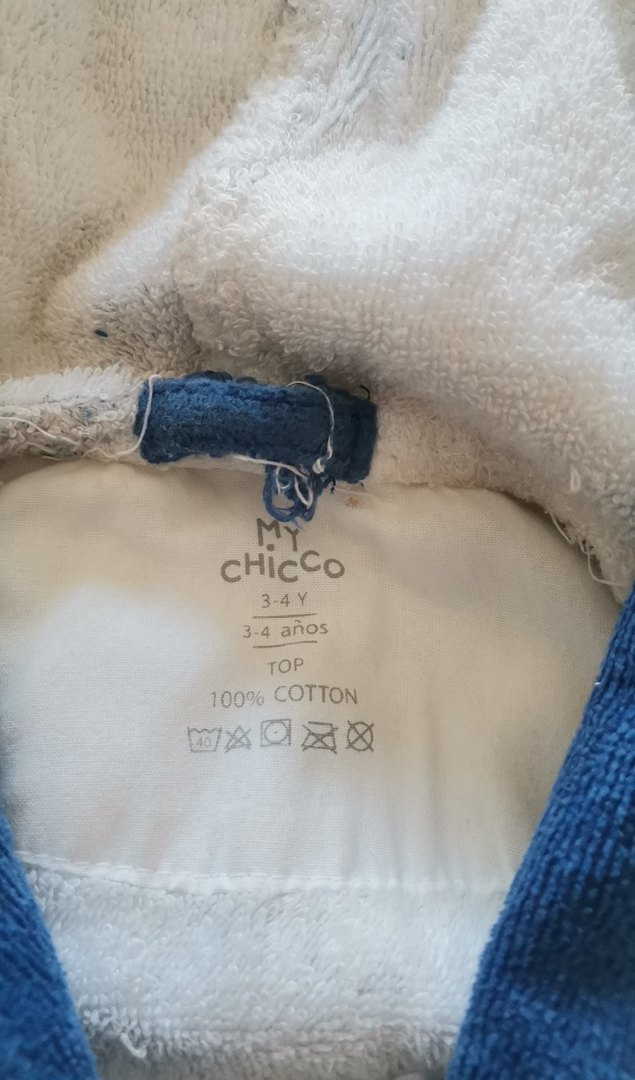 MY
CHiCCO
3-4 Y
3-4 años
TOP
100% COTTON
40